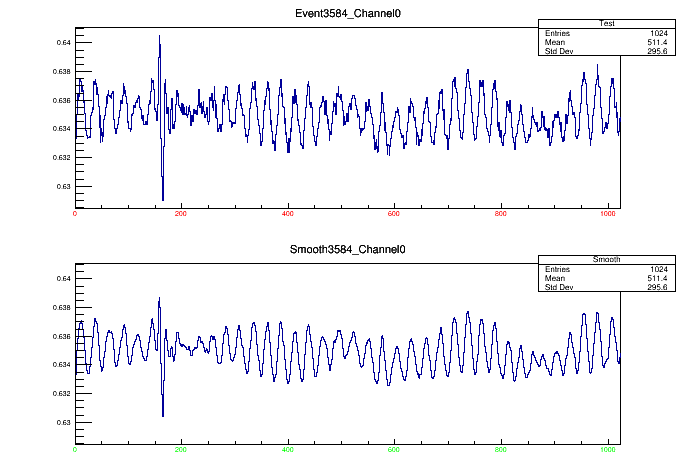 Event3584_Channel0
Test
Entries 1024
Mean 511.4
Std Dev 295.6
0.64
0.638
0.636
0.634
0.632
0.63
0 200 400 600 800 1000
Smooth3584_Channel0
Smooth
Entries 1024
Mean 511.4
Std Dev 295.6
0.64
0.638
0.636
0.634
0.632
0.63
0 200 400 600 800 1000